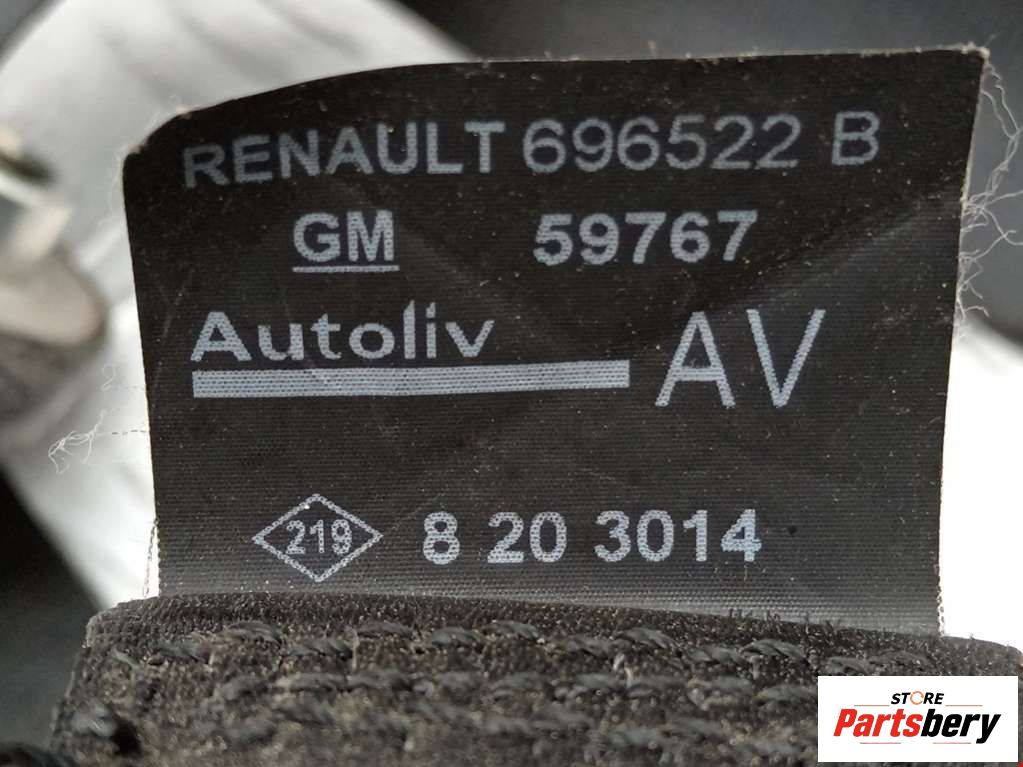 RENAULT 696522 B
GM 59767
Autoliv AV
219 8 20 3014
STORE
Partsbery